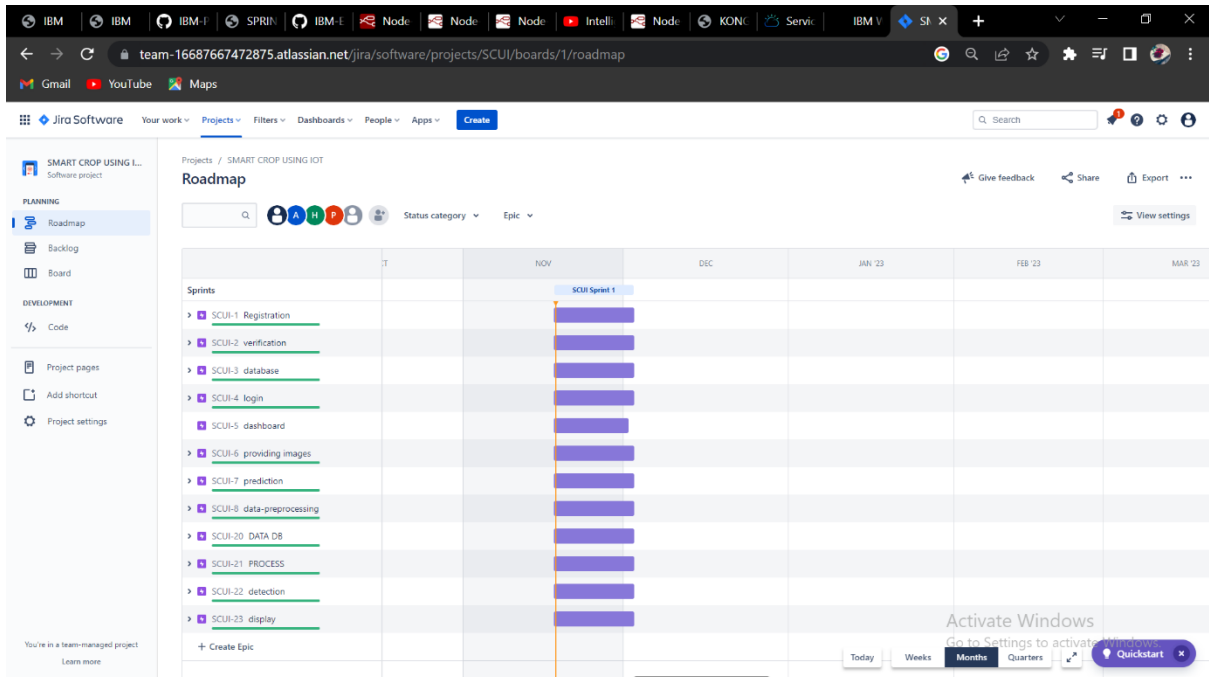 IBM IBM IBM-P SPRIN IBM-E Node Node Node Intelli Node KONG Servic IBM W SM
team-16687667472875.atlassian.net/jira/software/projects/SCUI/boards/1/roadmap
Gmail YouTube Maps
Jira Software Your work Projects Filters Dashboards People Apps Create Search 1
SMART CROP USING I...
Software project
PLANNING
Roadmap
Backlog
Board
DEVELOPMENT
Code
Project pages
Add shortcut
Project settings
You're in a team-managed project
Learn more
Projects / SMART CROP USING IOT
Roadmap
Give feedback Share Export
A H P Status category Epic View settings
NOV DEC JAN '23 FEB '23 MAR '23
Sprints SCUI Sprint 1
SCUI-1 Registration
SCUI-2 verification
SCUI-3 database
SCUI-4 login
SCUI-5 dashboard
SCUI-6 providing images
SCUI-7 prediction
SCUI-8 data-preprocessing
SCUI-20 DATA DB
SCUI-21 PROCESS
SCUI-22 detection
SCUI-23 display
+ Create Epic
Activate Windows
Go to Settings to activate Windows.
Today Weeks Months Quarters Quickstart